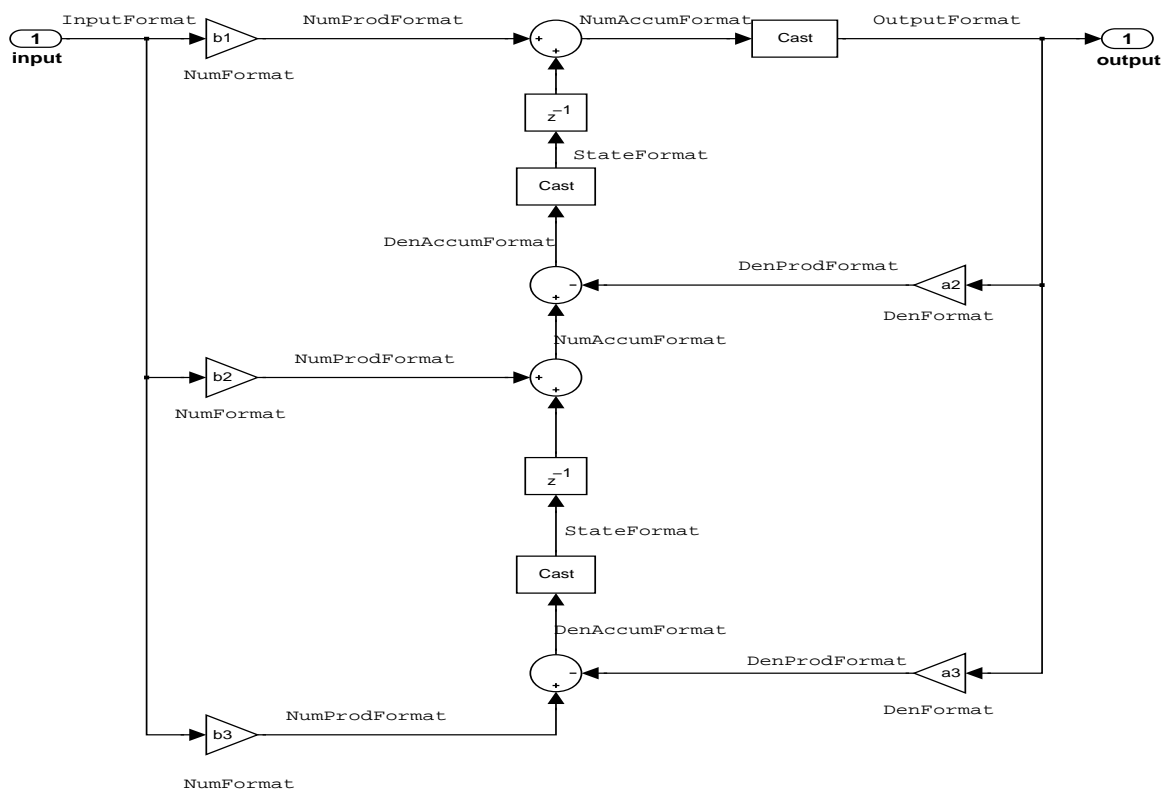 InputFormat
NumProdFormat
NumAccumFormat
OutputFormat
1
b1
+
+
Cast
1
input
NumFormat
output
z⁻¹
StateFormat
Cast
DenAccumFormat
DenProdFormat
−
+
a2
DenFormat
NumAccumFormat
NumProdFormat
b2
+
+
NumFormat
z⁻¹
StateFormat
Cast
DenAccumFormat
DenProdFormat
−
+
a3
DenFormat
NumProdFormat
b3
NumFormat